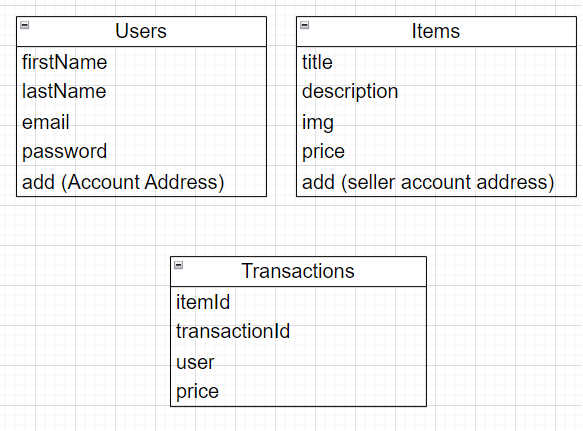 Users
firstName
lastName
email
password
add (Account Address)
Items
title
description
img
price
add (seller account address)
Transactions
itemId
transactionId
user
price